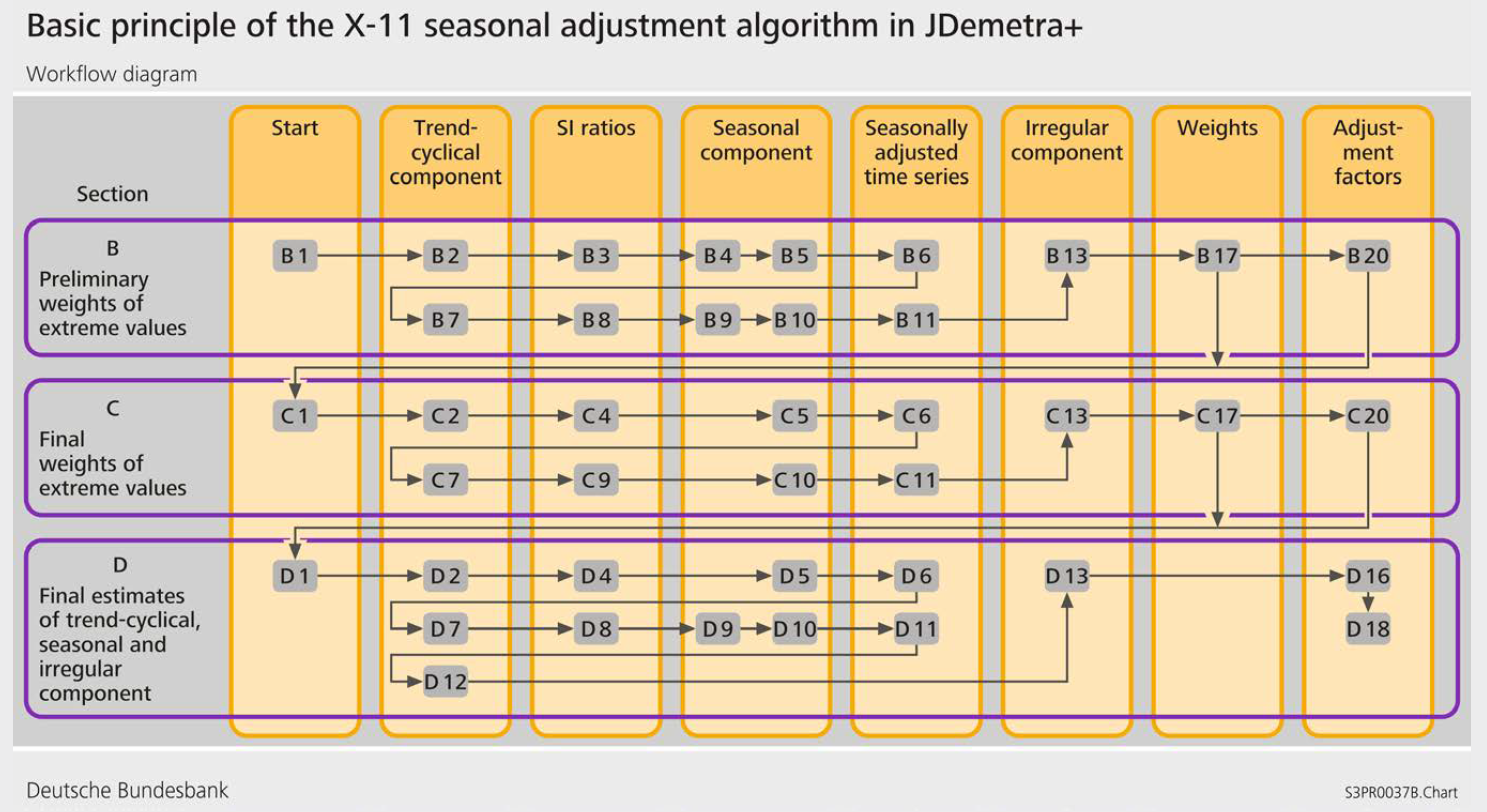 Basic principle of the X-11 seasonal adjustment algorithm in JDemetra+
Workflow diagram
Section
Start
Trend-
cyclical
component
SI ratios
Seasonal
component
Seasonally
adjusted
time series
Irregular
component
Weights
Adjust-
ment
factors
B
Preliminary
weights of
extreme values
B 1 B 2 B 3 B 4 B 5 B 6 B 13 B 17 B 20
B 7 B 8 B 9 B 10 B 11
C
Final
weights of
extreme values
C 1 C 2 C 4 C 5 C 6 C 13 C 17 C 20
C 7 C 9 C 10 C 11
D
Final estimates
of trend-cyclical,
seasonal and
irregular
component
D 1 D 2 D 4 D 5 D 6 D 13 D 16
D 7 D 8 D 9 D 10 D 11 D 18
D 12
Deutsche Bundesbank
S3PR0037B.Chart